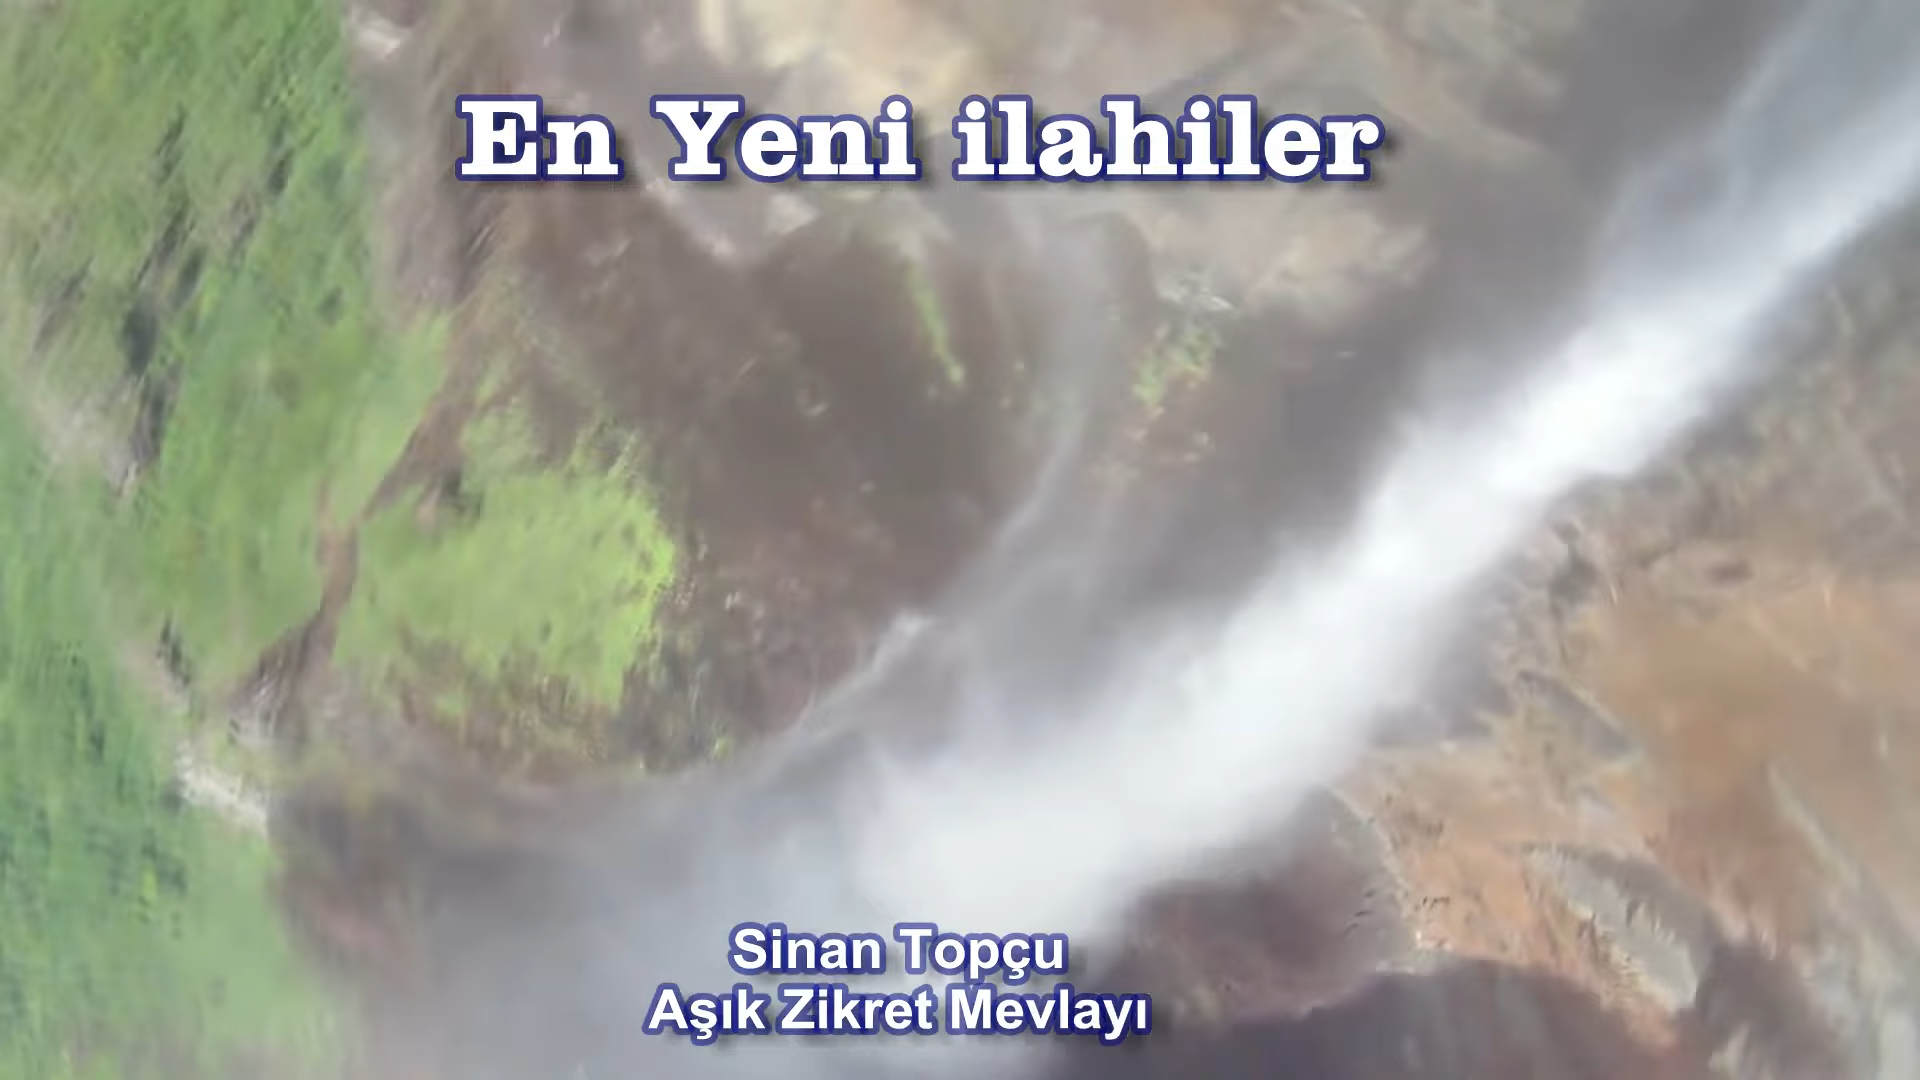 En Yeni ilahiler
Sinan Topçu
Aşık Zikret Mevlayı